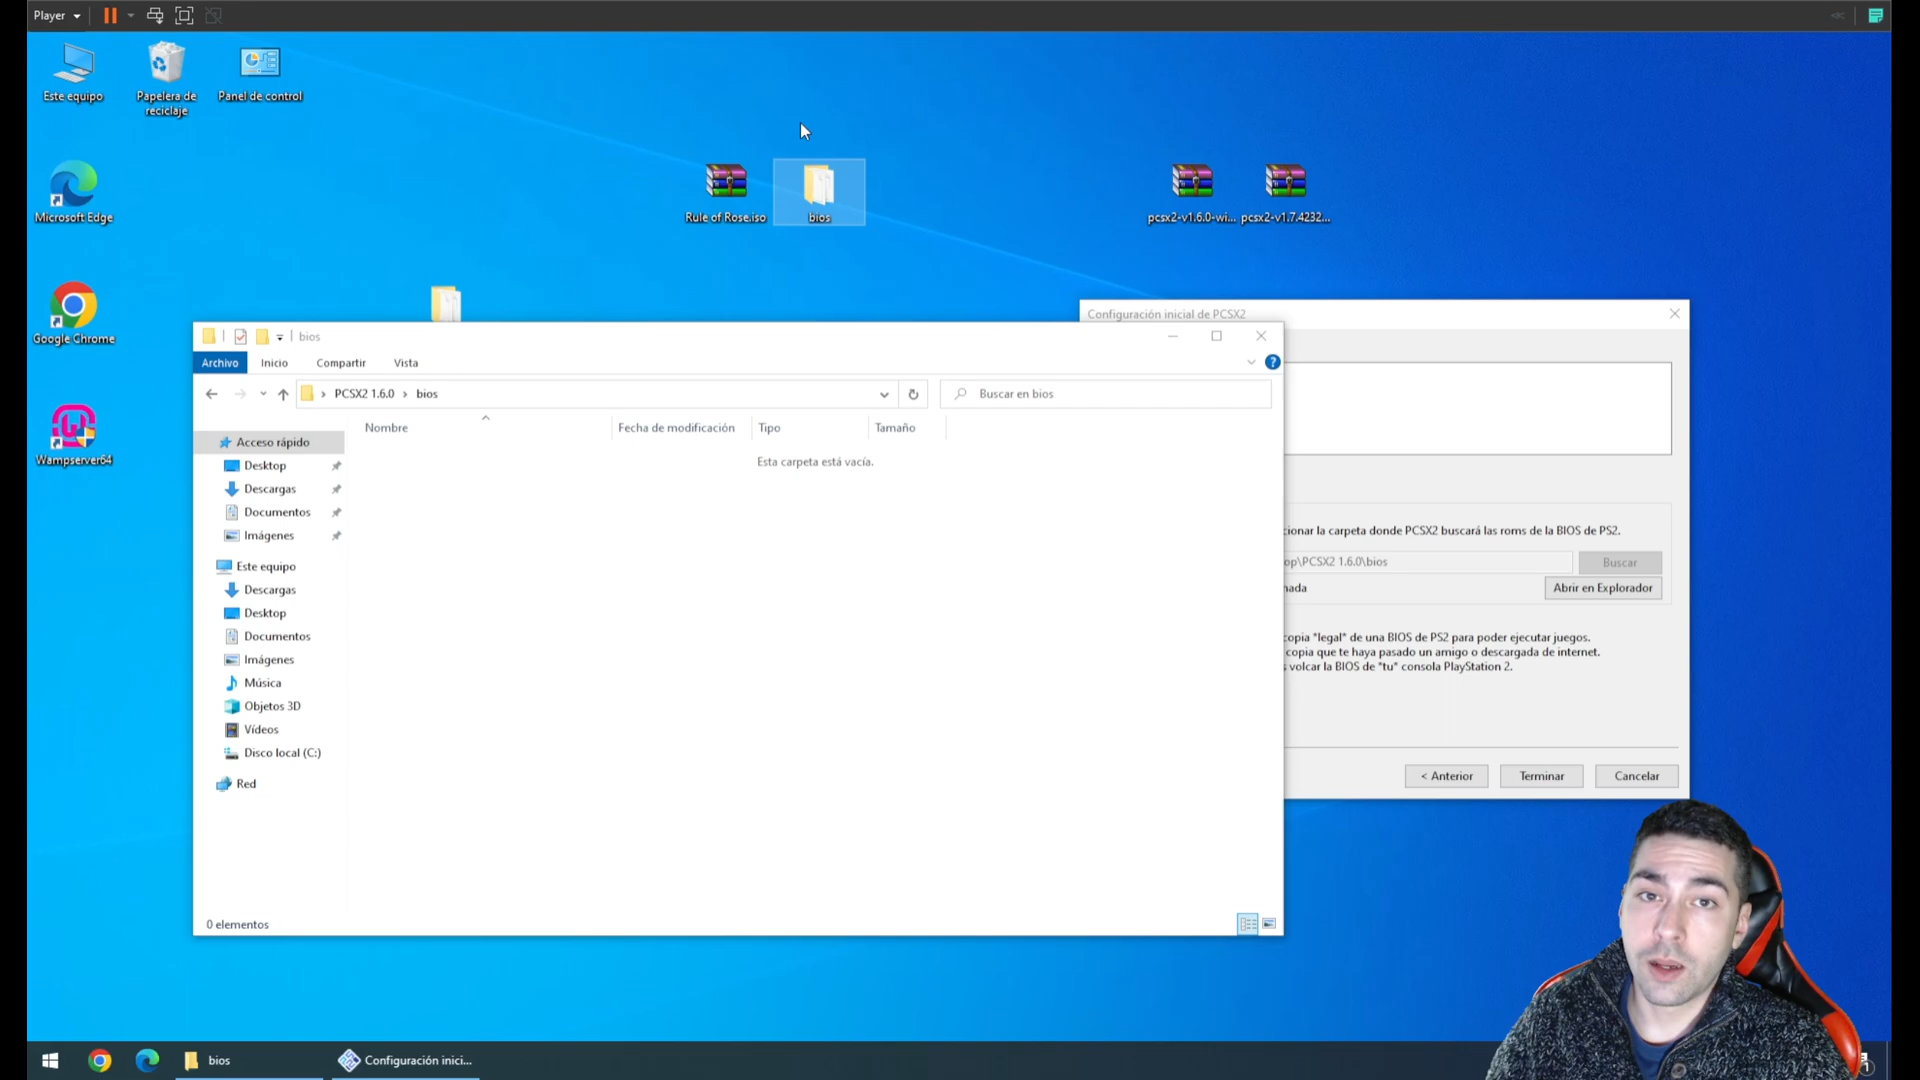 Player
Este equipo
Papelera de
reciclaje
Panel de control
Microsoft Edge
Rule of Rose.iso
bios
pcsx2-v1.6.0-wi...
pcsx2-v1.7.4232...
Google Chrome
Wampserver64
Configuración inicial de PCSX2
bios
Archivo
Inicio
Compartir
Vista
PCSX2 1.6.0 > bios
Buscar en bios
Nombre
Fecha de modificación
Tipo
Tamaño
Esta carpeta está vacía.
Acceso rápido
Desktop
Descargas
Documentos
Imágenes
Este equipo
Descargas
Desktop
Documentos
Imágenes
Música
Objetos 3D
Vídeos
Disco local (C:)
Red
0 elementos
cionar la carpeta donde PCSX2 buscará las roms de la BIOS de PS2.
op\PCSX2 1.6.0\bios
Buscar
nada
Abrir en Explorador
copia "legal" de una BIOS de PS2 para poder ejecutar juegos.
copia que te haya pasado un amigo o descargada de internet.
volcar la BIOS de "tu" consola PlayStation 2.
< Anterior
Terminar
Cancelar
bios
Configuración inici...
1